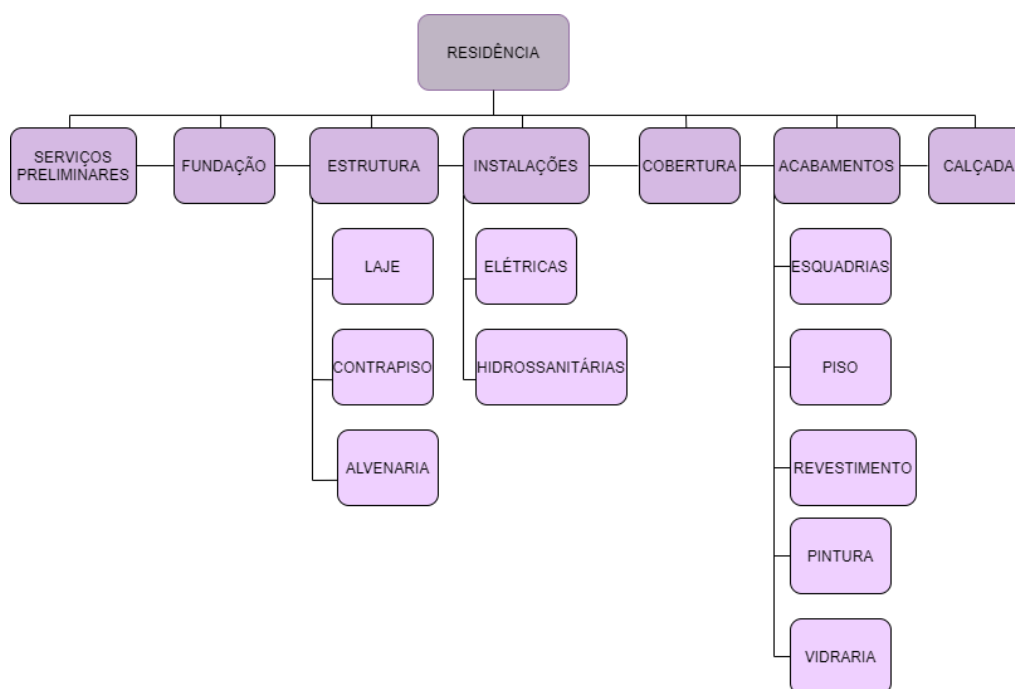 RESIDÊNCIA
SERVIÇOS
PRELIMINARES
FUNDAÇÃO
ESTRUTURA
INSTALAÇÕES
COBERTURA
ACABAMENTOS
CALÇADA
LAJE
ELÉTRICAS
ESQUADRIAS
CONTRAPISO
HIDROSSANITÁRIAS
PISO
ALVENARIA
REVESTIMENTO
PINTURA
VIDRARIA